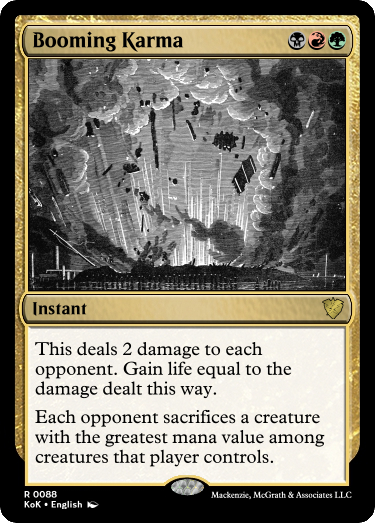 Booming Karma
Instant
This deals 2 damage to each
opponent. Gain life equal to the
damage dealt this way.
Each opponent sacrifices a creature
with the greatest mana value among
creatures that player controls.
R 0088
KoK • English
Mackenzie, McGrath & Associates LLC